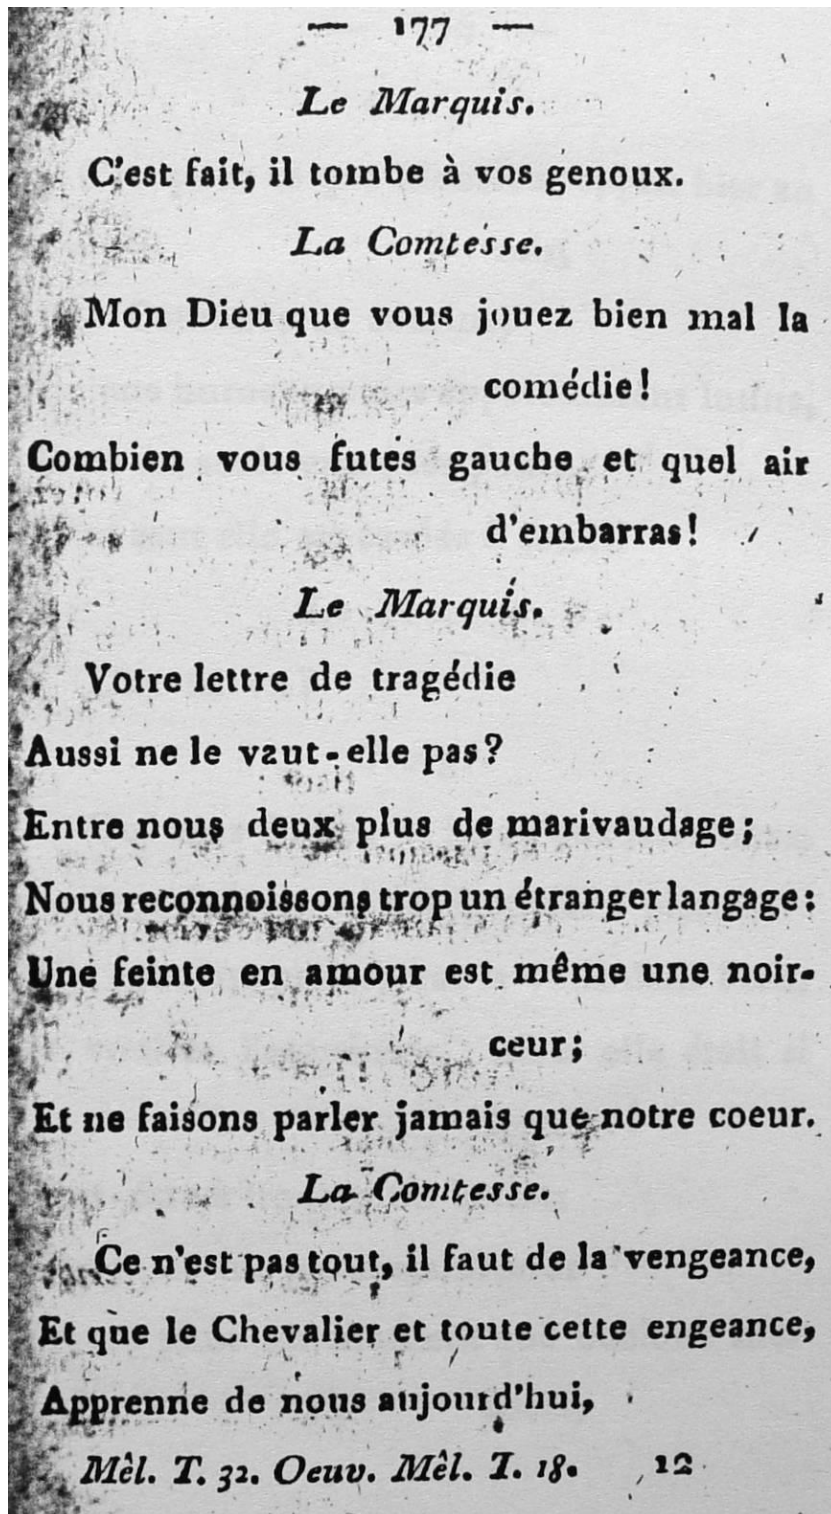 — 177 —
Le Marquis.
C'est fait, il tombe à vos genoux.
La Comtesse.
Mon Dieu que vous jouez bien mal la
comédie!
Combien vous futes gauche et quel air
d'embarras!
Le Marquis.
Votre lettre de tragédie
Aussi ne le vaut-elle pas?
Entre nous deux plus de marivaudage;
Nous reconnoissons trop un étranger langage:
Une feinte en amour est même une noir-
ceur;
Et ne faisons parler jamais que notre coeur.
La Comtesse.
Ce n'est pas tout, il faut de la vengeance,
Et que le Chevalier et toute cette engeance,
Apprenne de nous aujourd'hui,
Mêl. T. 32. Oeuv. Mêl. T. 18. 12